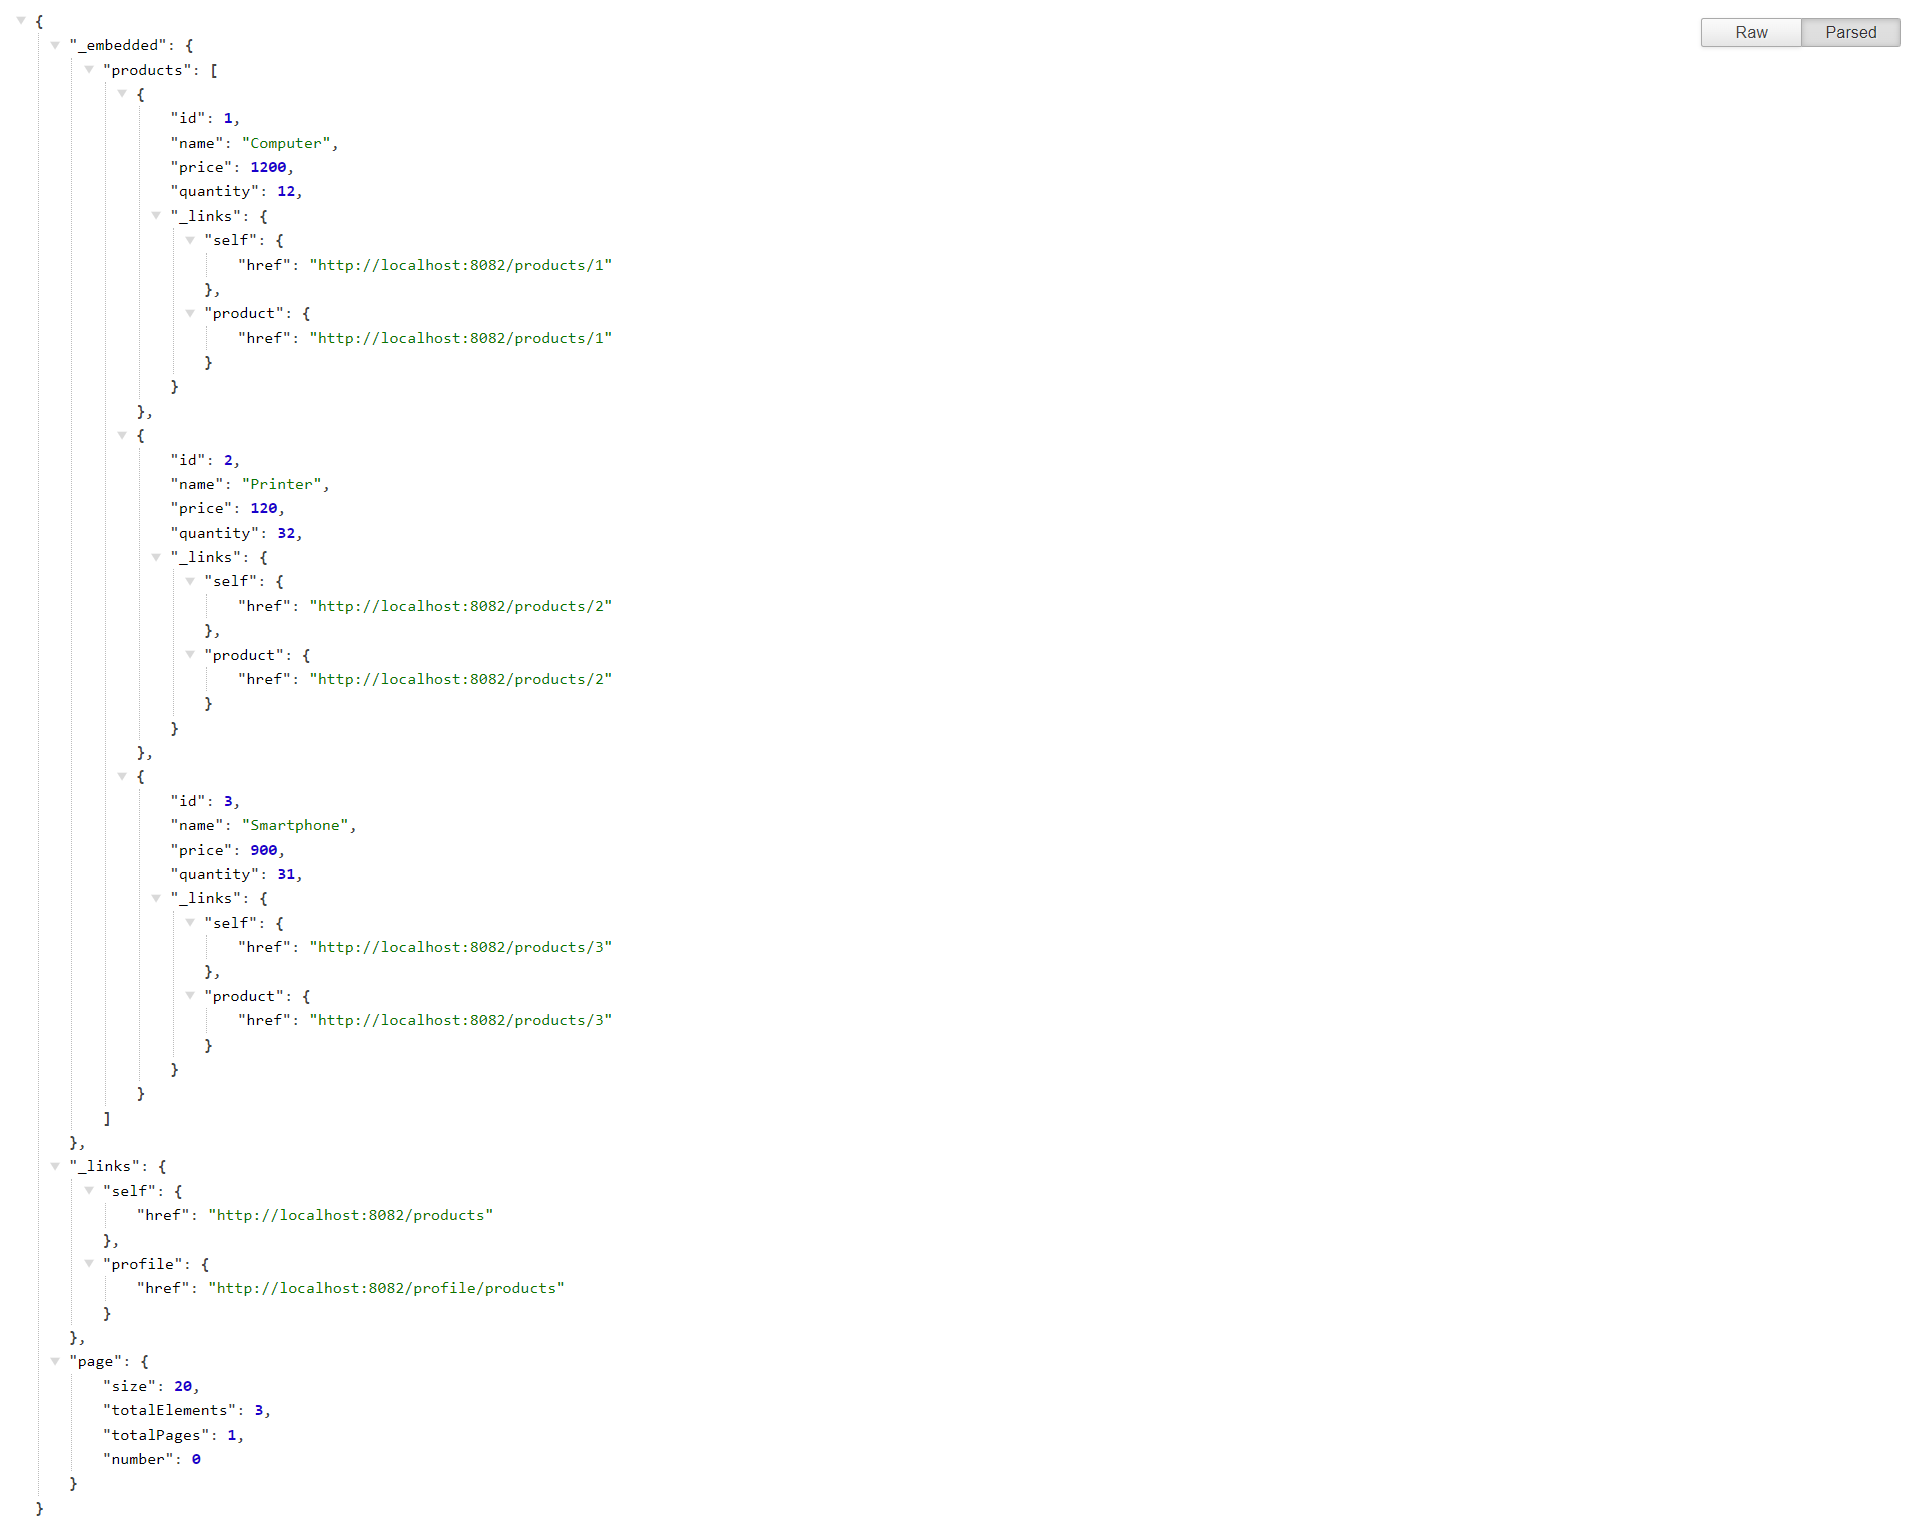 {
Raw Parsed
"_embedded": {
"products": [
{
"id": 1,
"name": "Computer",
"price": 1200,
"quantity": 12,
"_links": {
"self": {
"href": "http://localhost:8082/products/1"
},
"product": {
"href": "http://localhost:8082/products/1"
}
}
},
{
"id": 2,
"name": "Printer",
"price": 120,
"quantity": 32,
"_links": {
"self": {
"href": "http://localhost:8082/products/2"
},
"product": {
"href": "http://localhost:8082/products/2"
}
}
},
{
"id": 3,
"name": "Smartphone",
"price": 900,
"quantity": 31,
"_links": {
"self": {
"href": "http://localhost:8082/products/3"
},
"product": {
"href": "http://localhost:8082/products/3"
}
}
}
]
},
"_links": {
"self": {
"href": "http://localhost:8082/products"
},
"profile": {
"href": "http://localhost:8082/profile/products"
}
},
"page": {
"size": 20,
"totalElements": 3,
"totalPages": 1,
"number": 0
}
}